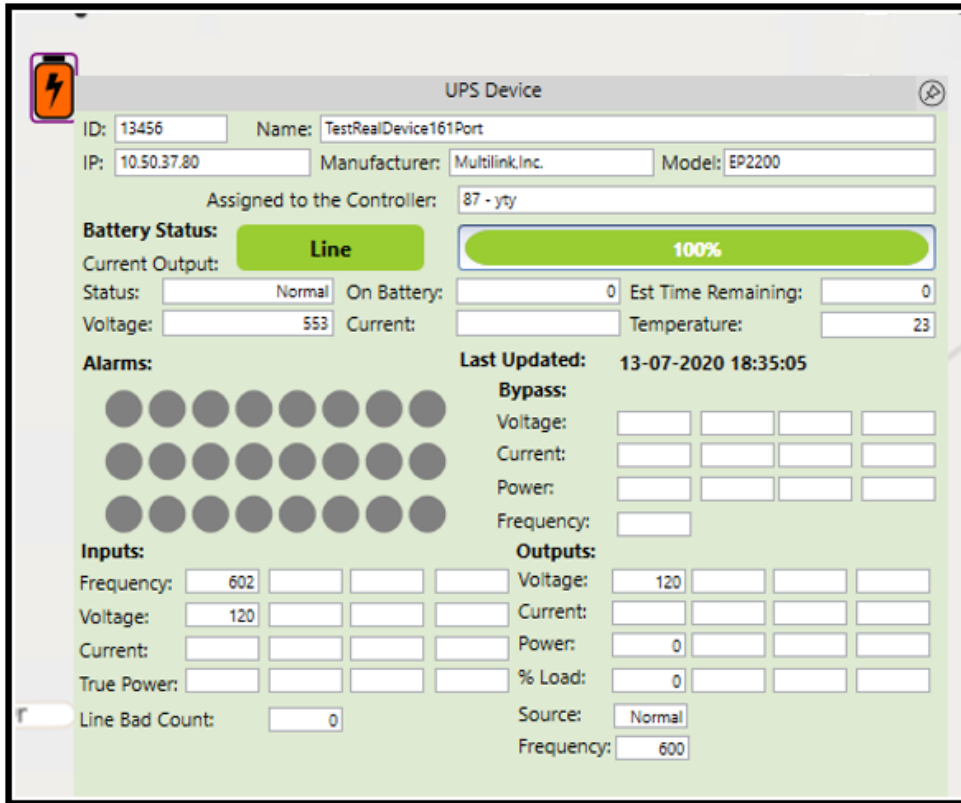 UPS Device
ID: 13456 Name: TestRealDevice161Port
IP: 10.50.37.80 Manufacturer: Multilink,Inc. Model: EP2200
Assigned to the Controller: 87 - yty
Battery Status:
Current Output: Line 100%
Status: Normal On Battery: 0 Est Time Remaining: 0
Voltage: 553 Current: Temperature: 23
Alarms: Last Updated: 13-07-2020 18:35:05
Bypass:
Voltage:
Current:
Power:
Frequency:
Inputs: Outputs:
Frequency: 602 Voltage: 120
Voltage: 120 Current:
Current: Power: 0
True Power: % Load: 0
Line Bad Count: 0 Source: Normal
Frequency: 600